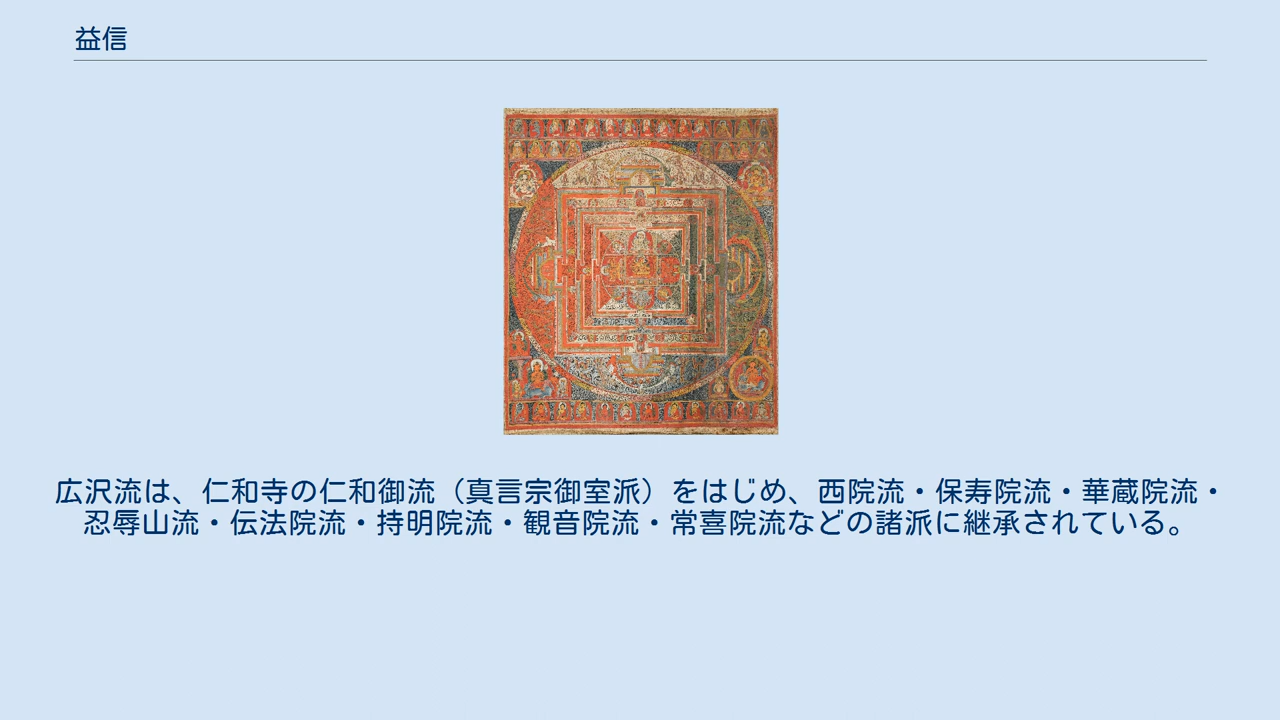 益信
広沢流は、仁和寺の仁和御流（真言宗御室派）をはじめ、西院流・保寿院流・華蔵院流・
忍辱山流・伝法院流・持明院流・観音院流・常喜院流などの諸派に継承されている。